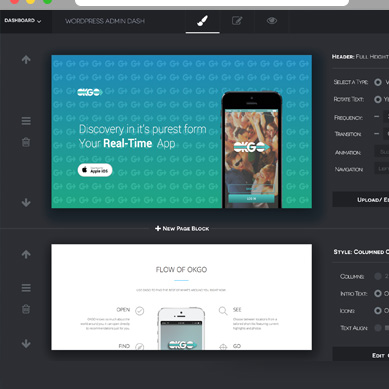 DASHBOARD
WORDPRESS ADMIN DASH
HEADER: FULL HEIGHT
SELECT A TYPE:
ROTATE TEXT:
FREQUENCY:
TRANSITION:
ANIMATION:
NAVIGATION:
UPLOAD/ E
OKGO
Discovery in it's purest form
Your Real-Time App
Apple iOS
OKGO
+ NEW PAGE BLOCK
STYLE: COLUMNED
COLUMNS:
INTRO TEXT:
ICONS:
TEXT ALIGN:
EDIT
FLOW OF OKGO
OPEN
SEE
FIND
GO